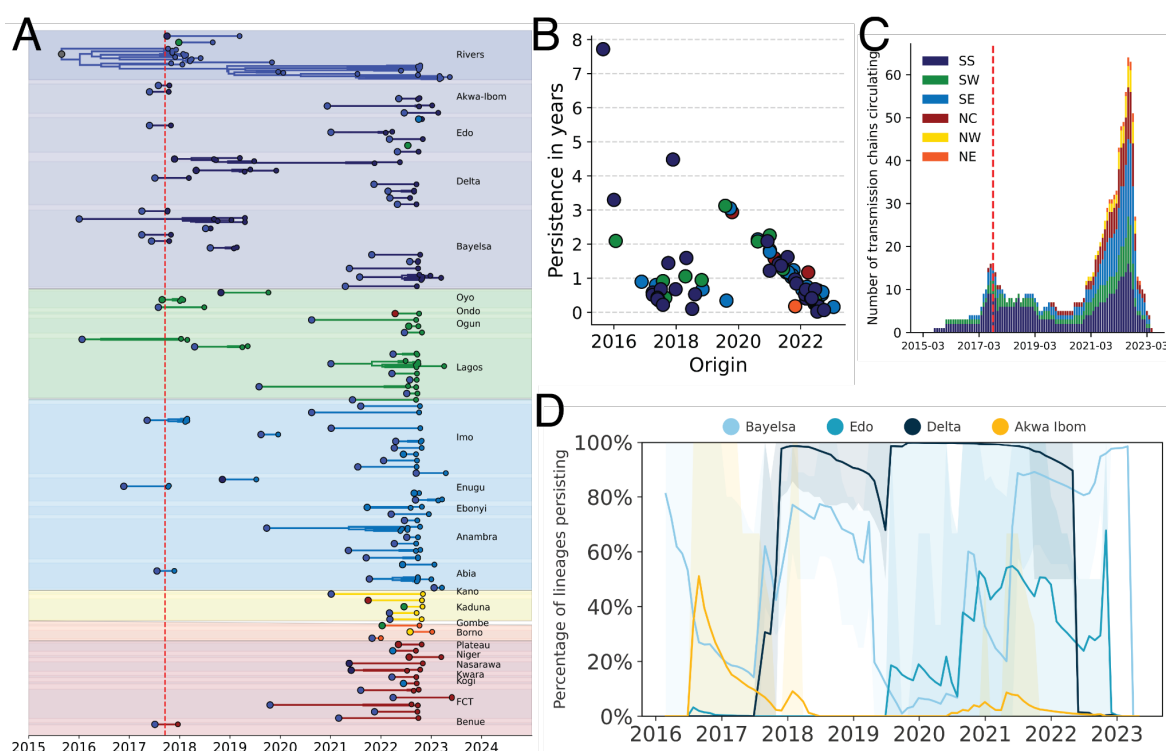 A
Rivers
Akwa-Ibom
Edo
Delta
Bayelsa
Oyo
Ondo
Ogun
Lagos
Imo
Enugu
Ebonyi
Anambra
Abia
Kano
Kaduna
Gombe
Borno
Plateau
Niger
Nasarawa
Kwara
Kogi
FCT
Benue
2015 2016 2017 2018 2019 2020 2021 2022 2023 2024
B
Persistence in years
8
7
6
5
4
3
2
1
0
2016 2018 2020 2022
Origin
C
Number of transmission chains circulating
60
50
40
30
20
10
0
SS
SW
SE
NC
NW
NE
2015-03 2017-03 2019-03 2021-03 2023-03
D
Bayelsa Edo Delta Akwa Ibom
Percentage of lineages persisting
100%
80%
60%
40%
20%
0%
2016 2017 2018 2019 2020 2021 2022 2023